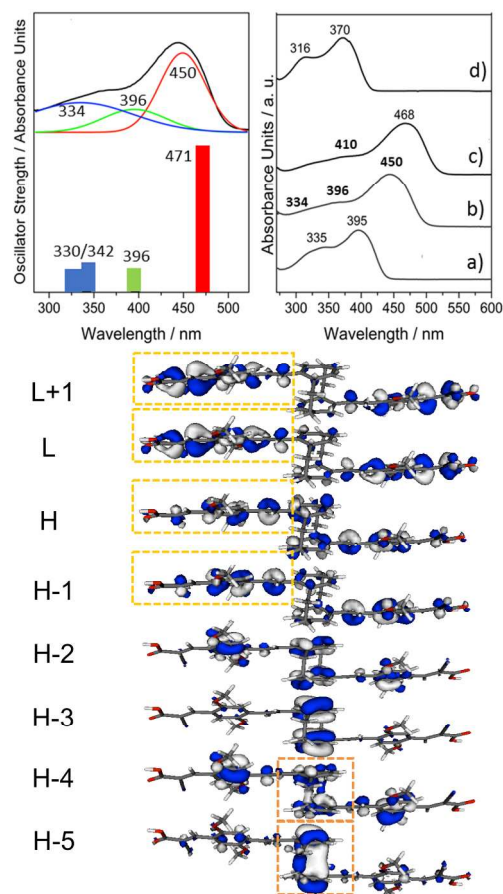 Oscillator Strength / Absorbance Units
450
396
334
471
330/342
396
300 350 400 450 500
Wavelength / nm
Absorbance Units / a. u.
370
316
d)
468
410
c)
450
396
334
b)
395
335
a)
300 350 400 450 500 550 600
Wavelength / nm
L+1
L
H
H-1
H-2
H-3
H-4
H-5